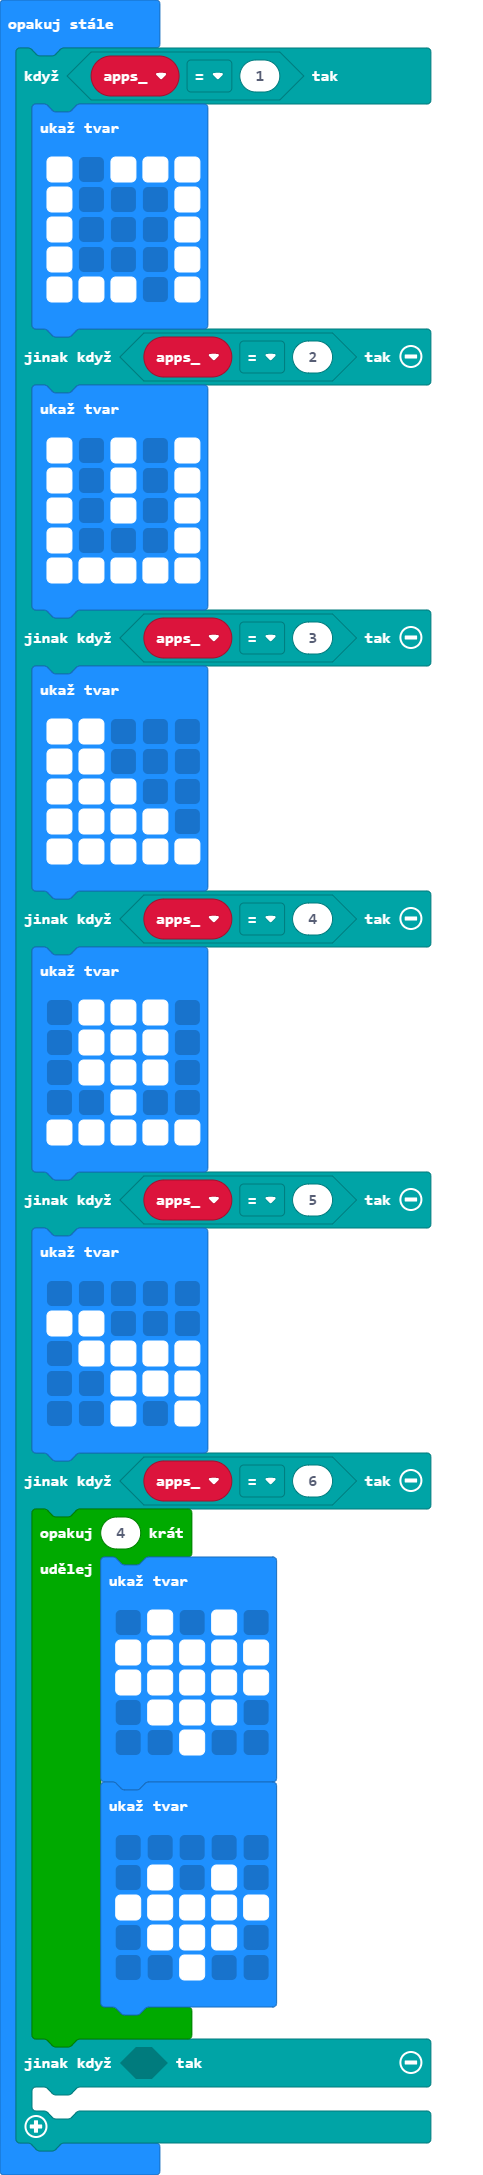 opakuj stále
když apps_ = 1 tak
ukaž tvar
jinak když apps_ = 2 tak
ukaž tvar
jinak když apps_ = 3 tak
ukaž tvar
jinak když apps_ = 4 tak
ukaž tvar
jinak když apps_ = 5 tak
ukaž tvar
jinak když apps_ = 6 tak
opakuj 4 krát
udělej
ukaž tvar
ukaž tvar
jinak když tak